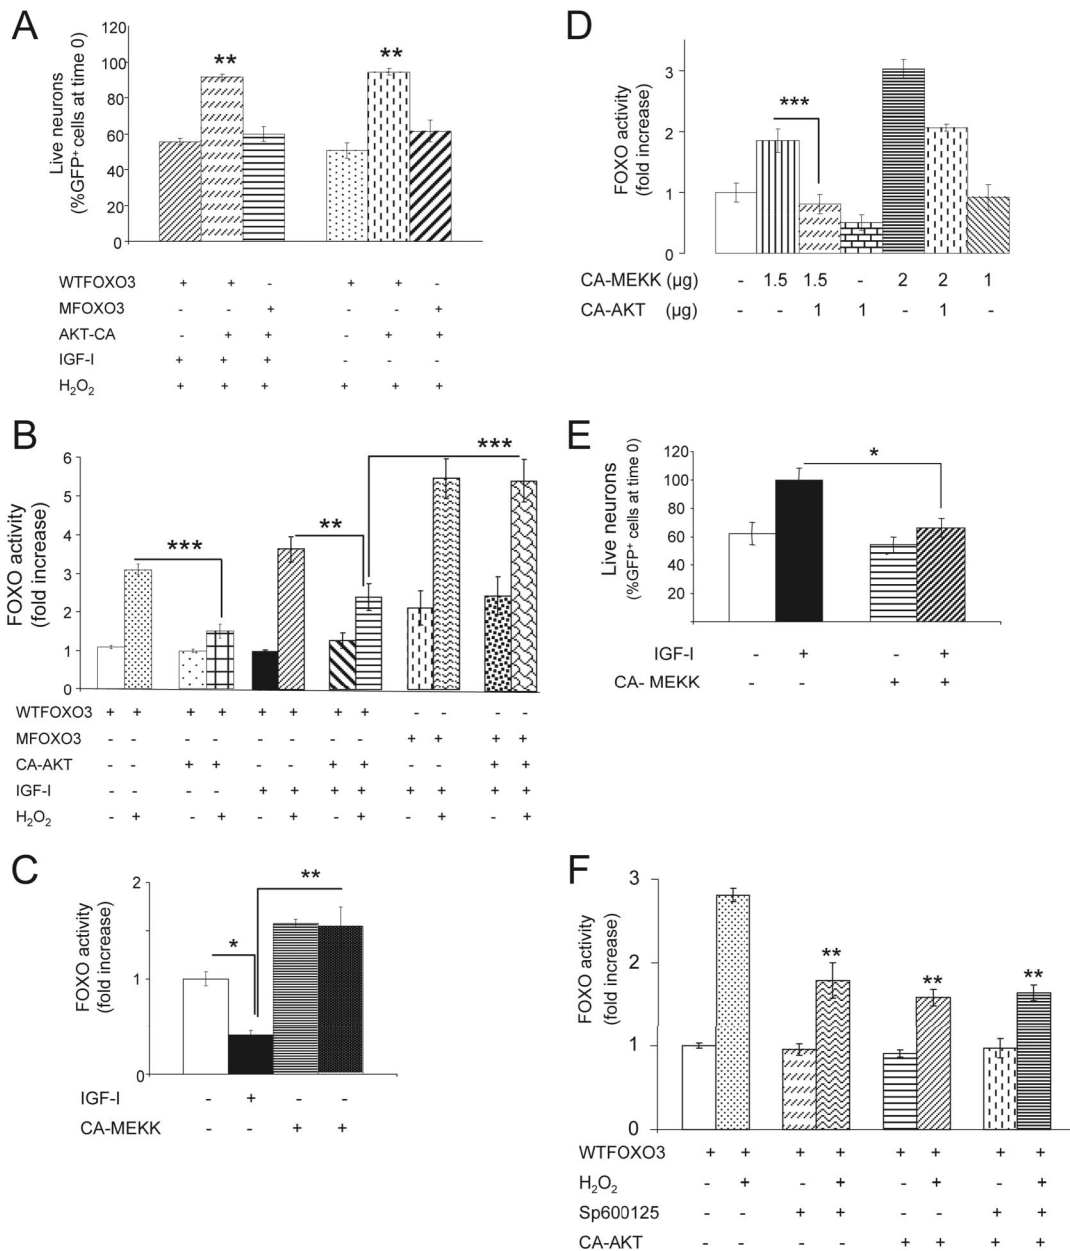 A
120
100
80
60
40
20
0
Live neurons
(%GFP⁺ cells at time 0)
**
**
WTFOXO3 + + - + + -
MFOXO3 - - + - - +
AKT-CA - + + - + +
IGF-I + + + - - -
H₂O₂ + + + + + +
B
6
5
4
3
2
1
0
FOXO activity
(fold increase)
***
**
***
WTFOXO3 + + + + + + + + - - - -
MFOXO3 - - - - - - - - + + + +
CA-AKT - - + + - - + + - - + +
IGF-I - - - - + + + + + + + +
H₂O₂ - + - + - + - + - + - +
C
2
1
0
FOXO activity
(fold increase)
*
**
IGF-I - + - +
CA-MEKK - - + +
D
3
2
1
0
FOXO activity
(fold increase)
***
CA-MEKK (μg) - 1.5 1.5 - 2 2 1
CA-AKT (μg) - - 1 1 - 1 -
E
120
100
80
60
40
20
Live neurons
(%GFP⁺ cells at time 0)
*
IGF-I - + - +
CA- MEKK - - + +
F
3
2
1
0
FOXO activity
(fold increase)
**
**
**
WTFOXO3 + + + + + + + +
H₂O₂ - + - + - + - +
Sp600125 - - + + - - + +
CA-AKT - - - - + + + +